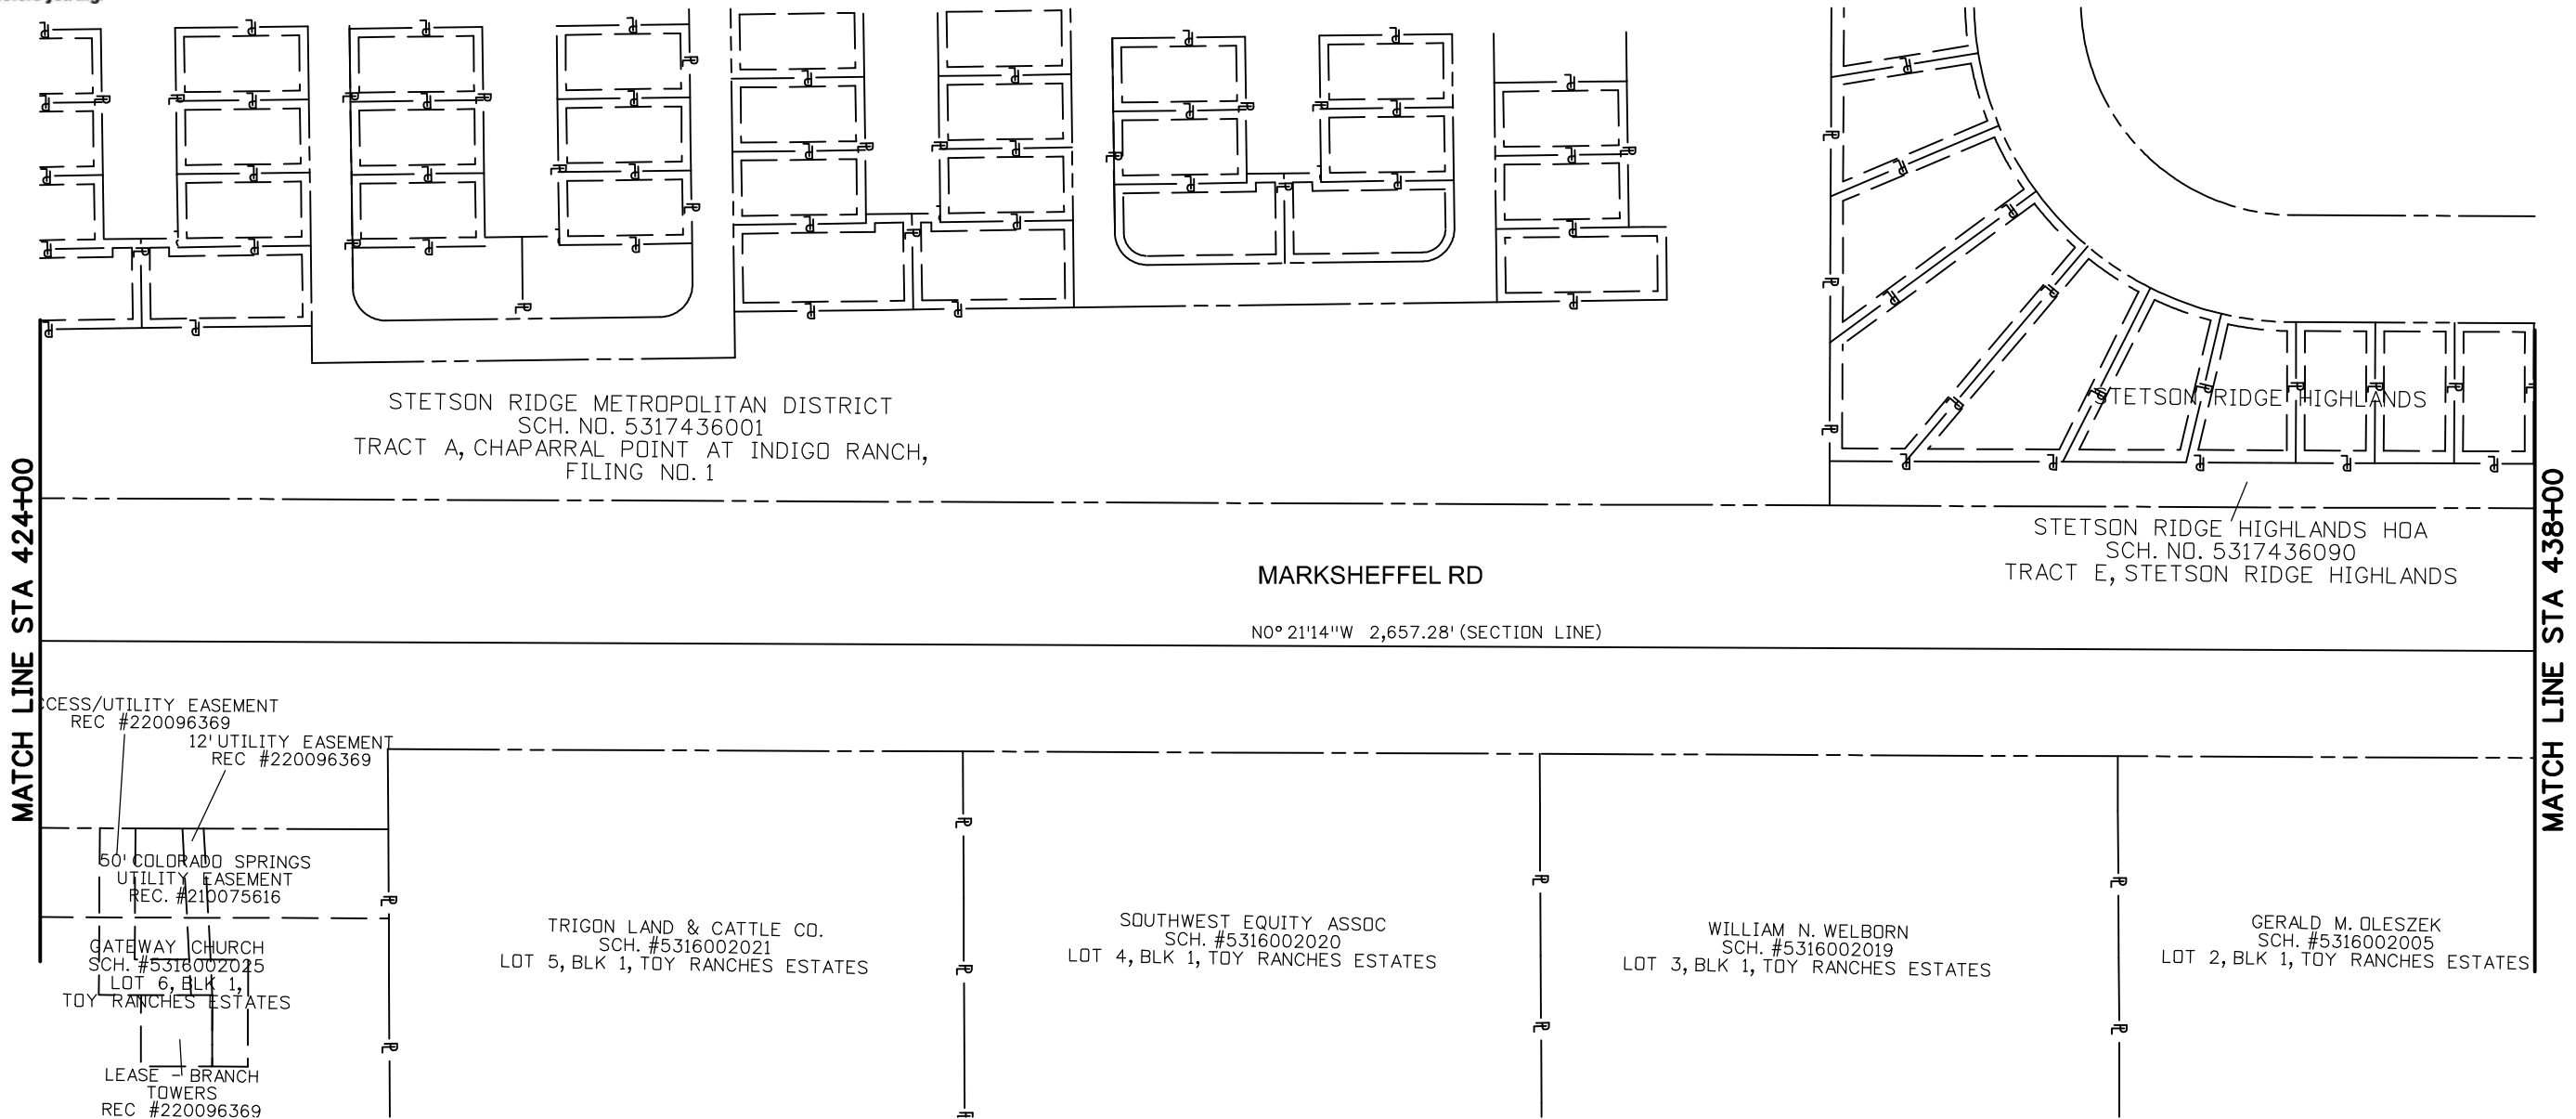 STETSON RIDGE METROPOLITAN DISTRICT
SCH. NO. 5317436001
TRACT A, CHAPARRAL POINT AT INDIGO RANCH,
FILING NO. 1
STETSON RIDGE HIGHLANDS
MATCH LINE STA 424+00
STETSON RIDGE HIGHLANDS HOA
SCH. NO. 5317436090
TRACT E, STETSON RIDGE HIGHLANDS
MATCH LINE STA 438+00
MARKSHEFFEL RD
N0°21'14"W 2,657.28' (SECTION LINE)
CCESS/UTILITY EASEMENT
REC #220096369
12' UTILITY EASEMENT
REC #220096369
50' COLORADO SPRINGS
UTILITY EASEMENT
REC. #210075616
GATEWAY CHURCH
SCH. #5316002025
LOT 6, BLK 1,
TOY RANCHES ESTATES
LEASE - BRANCH
TOWERS
REC #220096369
TRIGON LAND & CATTLE CO.
SCH. #5316002021
LOT 5, BLK 1, TOY RANCHES ESTATES
SOUTHWEST EQUITY ASSOC
SCH. #5316002020
LOT 4, BLK 1, TOY RANCHES ESTATES
WILLIAM N. WELBORN
SCH. #5316002019
LOT 3, BLK 1, TOY RANCHES ESTATES
GERALD M. OLESZEK
SCH. #5316002005
LOT 2, BLK 1, TOY RANCHES ESTATES